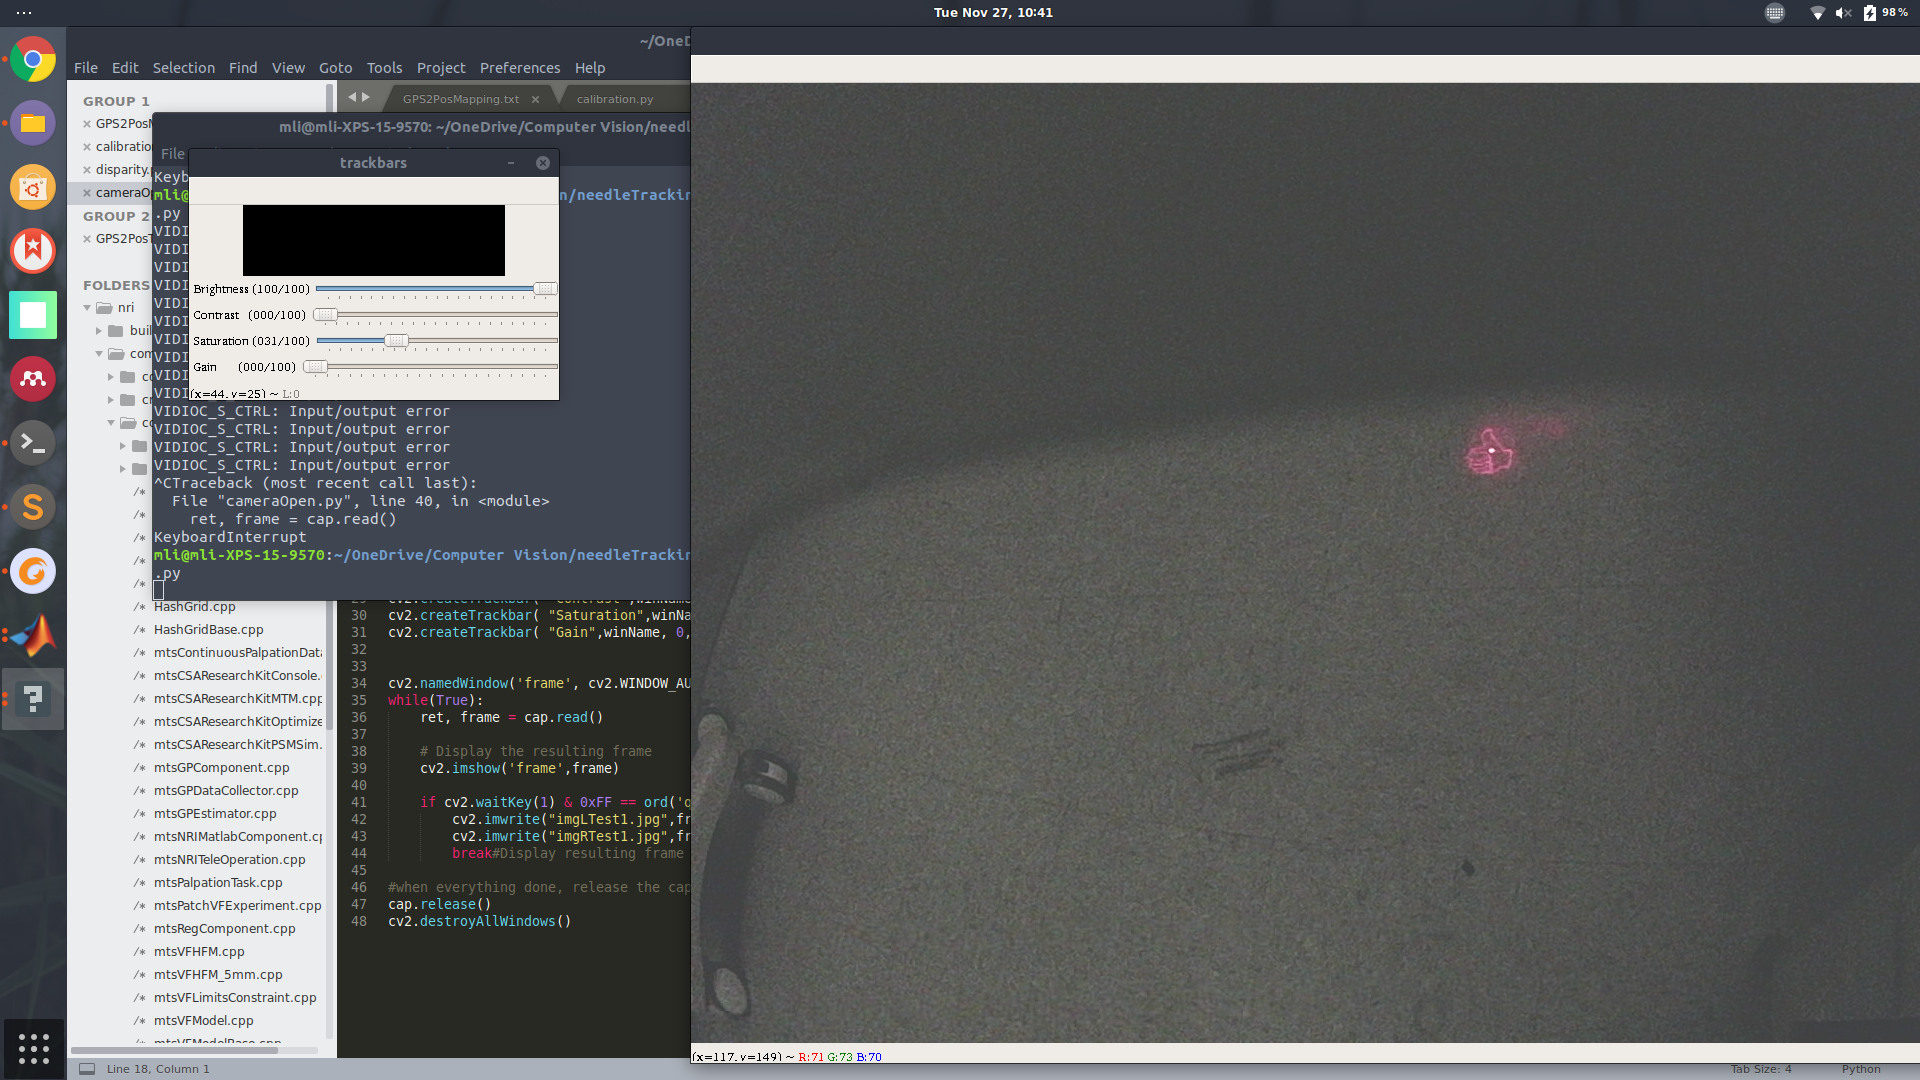 Tue Nov 27, 10:41
98%
~/OneD
File Edit Selection Find View Goto Tools Project Preferences Help
GROUP 1
GPS2PosM
calibratio
disparity.p
cameraO
GROUP 2
GPS2PosT
FOLDERS
nri
buil
com
HashGrid.cpp
HashGridBase.cpp
mtsContinuousPalpationData
mtsCSAResearchKitConsole.
mtsCSAResearchKitMTM.cpp
mtsCSAResearchKitOptimize
mtsCSAResearchKitPSMSim.
mtsGPComponent.cpp
mtsGPDataCollector.cpp
mtsGPEstimator.cpp
mtsNRIMatlabComponent.cp
mtsNRITeleOperation.cpp
mtsPalpationTask.cpp
mtsPatchVFExperiment.cpp
mtsRegComponent.cpp
mtsVFHFM.cpp
mtsVFHFM_5mm.cpp
mtsVFLimitsConstraint.cpp
mtsVFModel.cpp
mtsVFModelBase.cpp
GPS2PosMapping.txt
calibration.py
mli@mli-XPS-15-9570: ~/OneDrive/Computer Vision/needl
File
Keyb
mli@
n/needleTrackin
.py
VIDI
VIDI
VIDI
VIDI
VIDI
VIDI
VIDI
VIDI
VIDI
VIDI
VIDIOC_S_CTRL: Input/output error
VIDIOC_S_CTRL: Input/output error
VIDIOC_S_CTRL: Input/output error
VIDIOC_S_CTRL: Input/output error
^CTraceback (most recent call last):
File "cameraOpen.py", line 40, in <module>
ret, frame = cap.read()
KeyboardInterrupt
mli@mli-XPS-15-9570:~/OneDrive/Computer Vision/needleTrackin
.py
trackbars
Brightness (100/100)
Contrast (000/100)
Saturation (031/100)
Gain (000/100)
(x=44, y=25) ~ L:0
29 cv2.createTrackbar( "Contrast",winName
30 cv2.createTrackbar( "Saturation",winNa
31 cv2.createTrackbar( "Gain",winName, 0,
32
33
34 cv2.namedWindow('frame', cv2.WINDOW_AU
35 while(True):
36 ret, frame = cap.read()
37
38 # Display the resulting frame
39 cv2.imshow('frame',frame)
40
41 if cv2.waitKey(1) & 0xFF == ord('q
42 cv2.imwrite("imgLTest1.jpg",fr
43 cv2.imwrite("imgRTest1.jpg",fr
44 break#Display resulting frame
45
46 #when everything done, release the cap
47 cap.release()
48 cv2.destroyAllWindows()
(x=117, y=149) ~ R:71 G:73 B:70
Line 18, Column 1
Tab Size: 4
Python